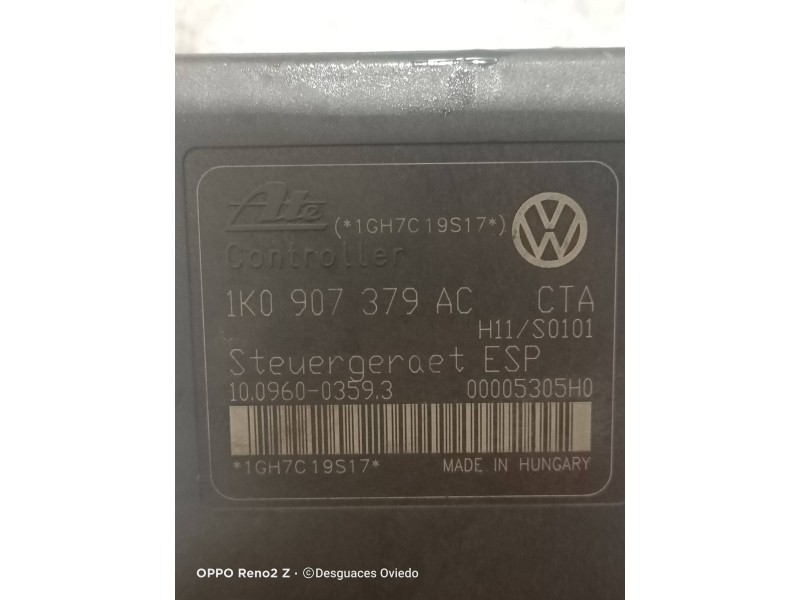 Ate (*1GH7C19S17*) VW
Controller
1K0 907 379 AC CTA
H11/S0101
Steuergeraet ESP
10.0960-0359.3 00005305H0
*1GH7C19S17* MADE IN HUNGARY
OPPO Reno2 Z • ©Desguaces Oviedo